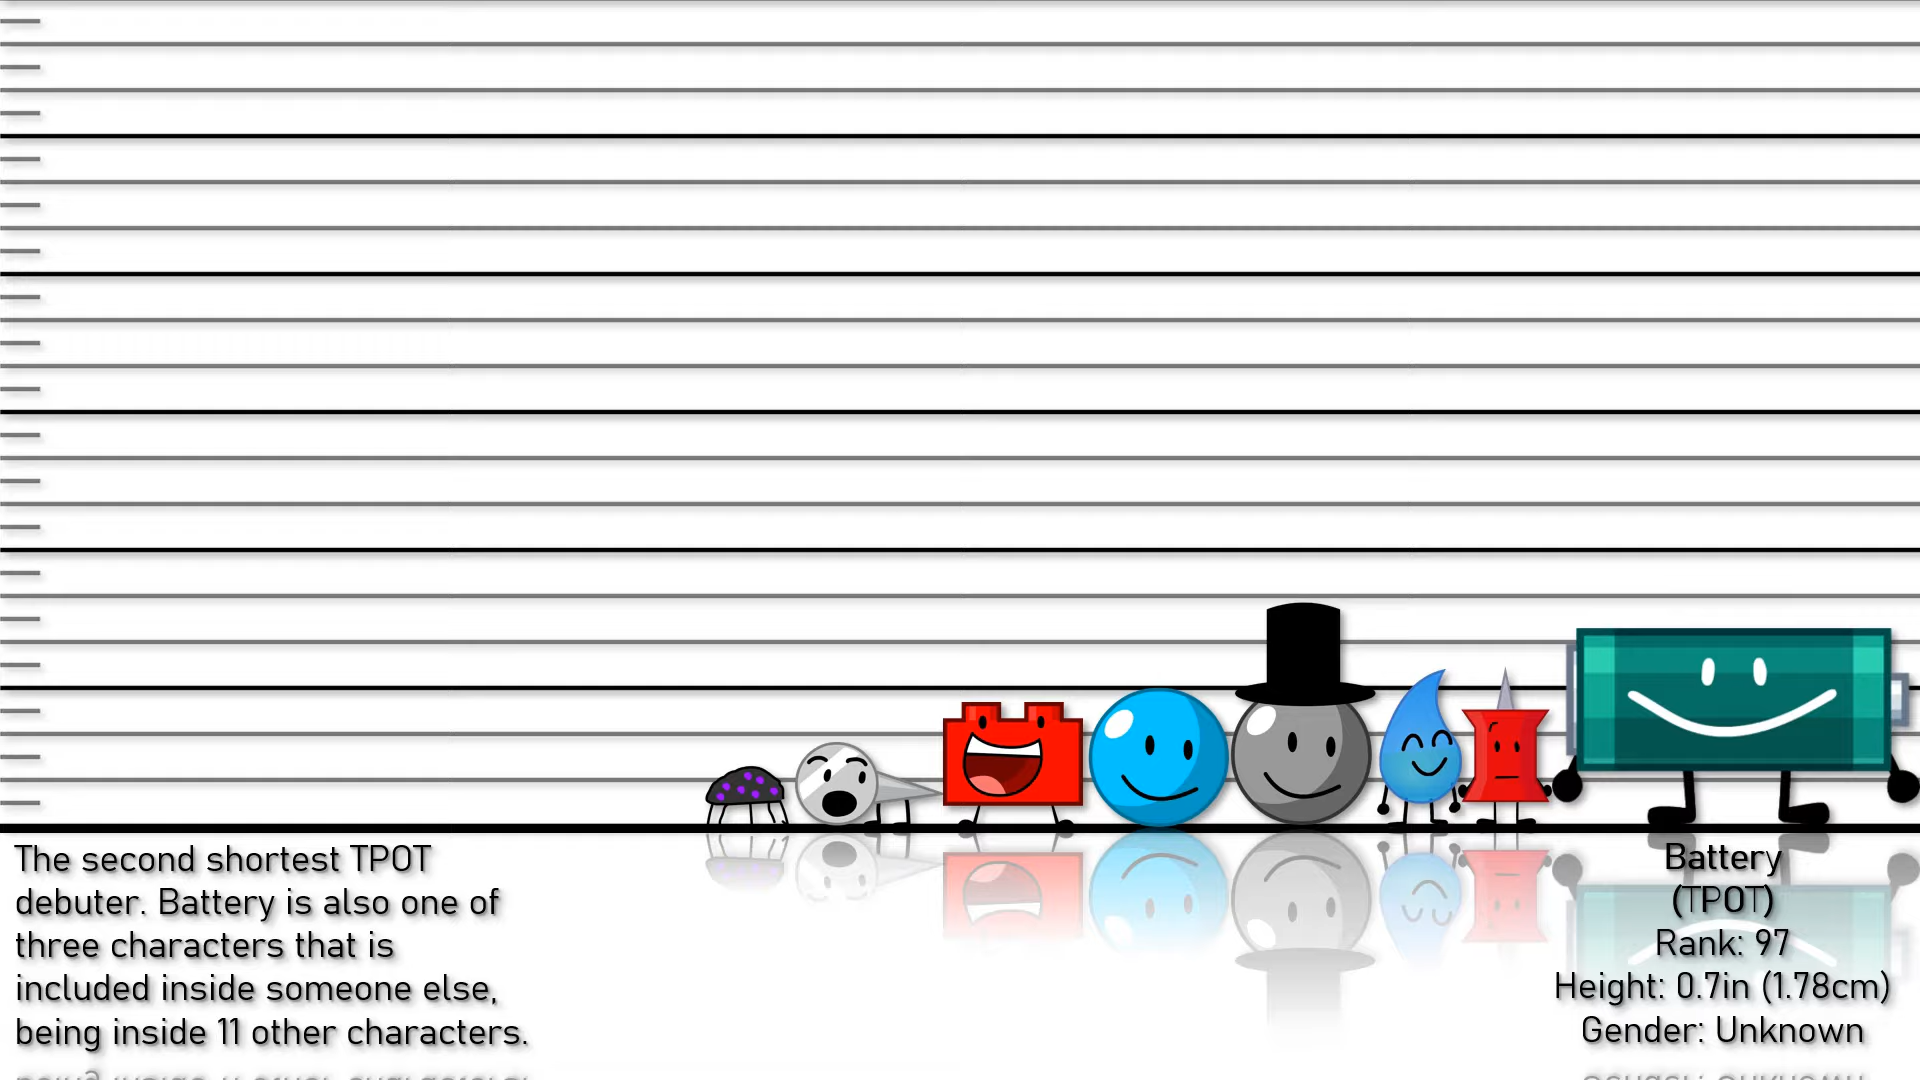 The second shortest TPOT
debuter. Battery is also one of
three characters that is
included inside someone else,
being inside 11 other characters.
Battery
(TPOT)
Rank: 97
Height: 0.7in (1.78cm)
Gender: Unknown